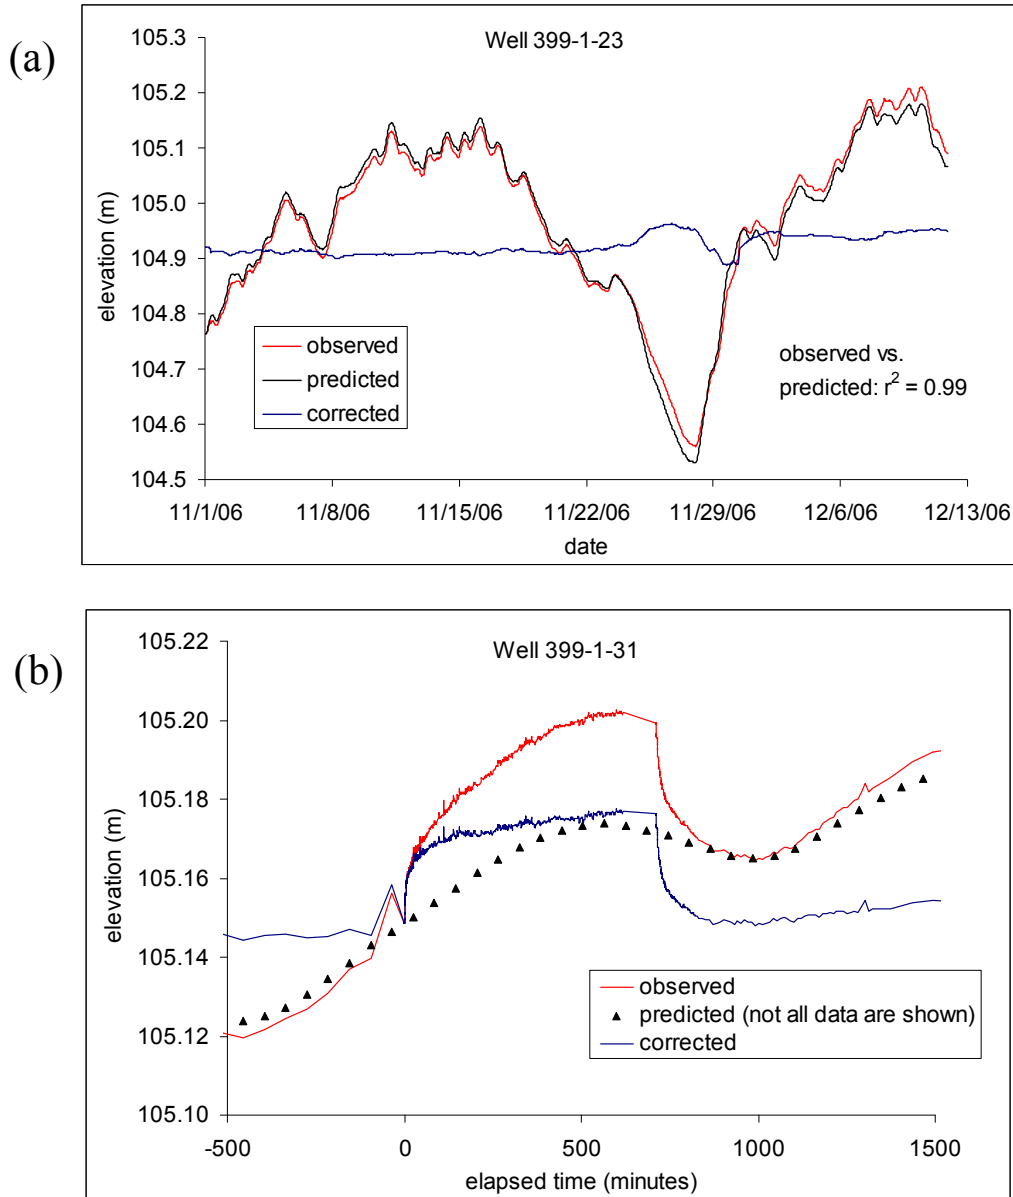 (a)
Well 399-1-23
105.3
105.2
105.1
105.0
104.9
104.8
104.7
104.6
104.5
elevation (m)
observed
predicted
corrected
observed vs.
predicted: r² = 0.99
11/1/06 11/8/06 11/15/06 11/22/06 11/29/06 12/6/06 12/13/06
date
(b)
Well 399-1-31
105.22
105.20
105.18
105.16
105.14
105.12
105.10
elevation (m)
observed
predicted (not all data are shown)
corrected
-500 0 500 1000 1500
elapsed time (minutes)